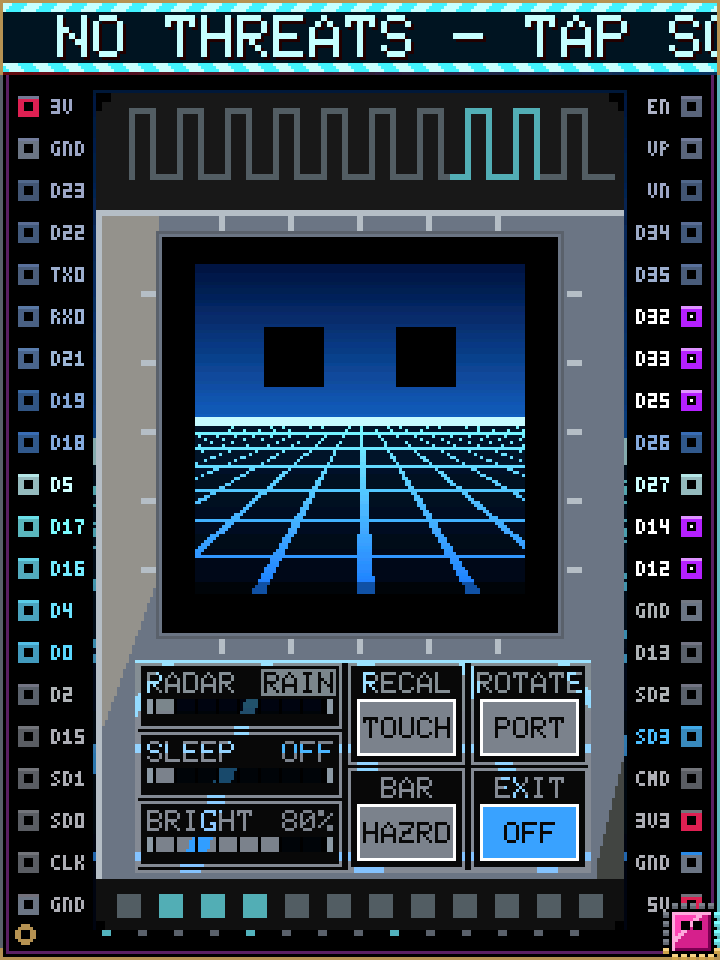 NO THREATS - TAP SC
3V
GND
D23
D22
TX0
RX0
D21
D19
D18
D5
D17
D16
D4
D0
D2
D15
SD1
SD0
CLK
GND
EN
VP
VN
D34
D35
D32
D33
D25
D26
D27
D14
D12
GND
D13
SD2
SD3
CMD
3V3
GND
5V
RADAR RAIN
SLEEP OFF
BRIGHT 80%
RECAL
TOUCH
ROTATE
PORT
BAR
HAZRD
EXIT
OFF